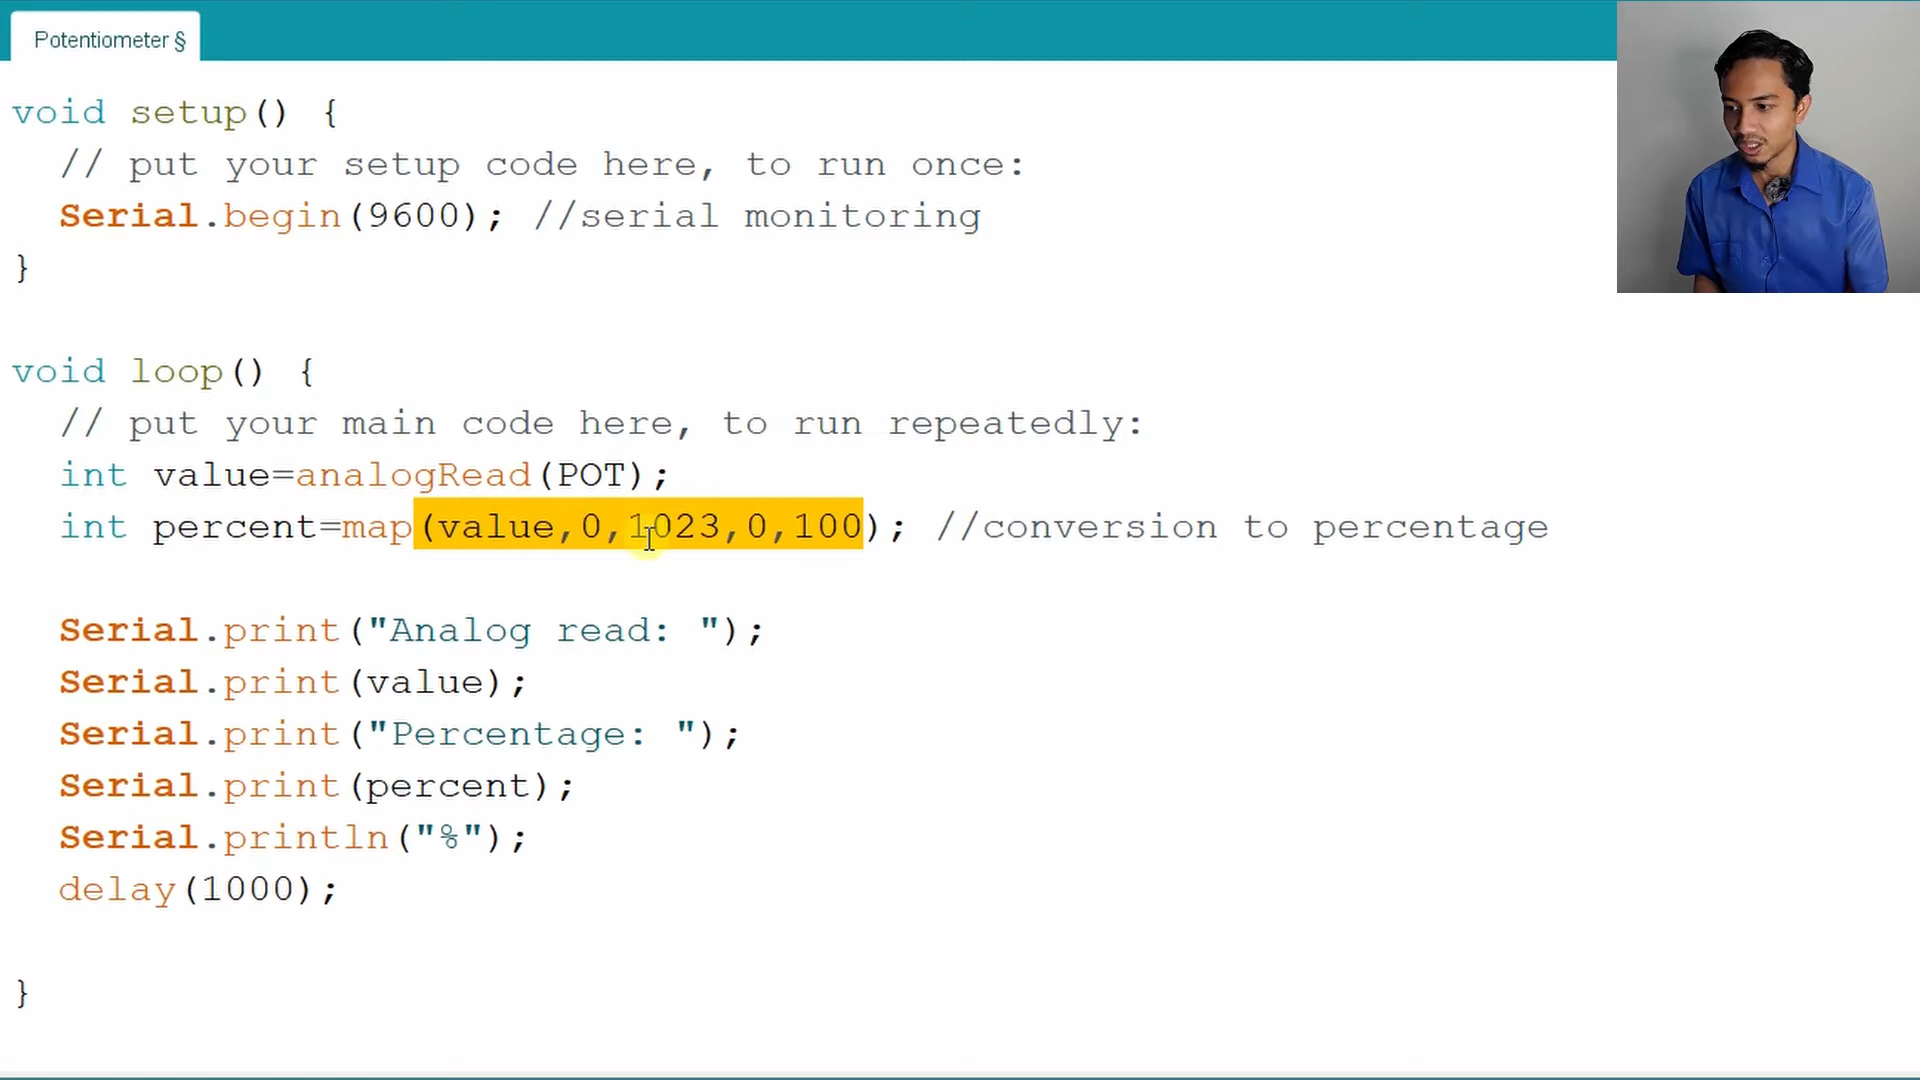 Potentiometer §
void setup() {
  // put your setup code here, to run once:
  Serial.begin(9600); //serial monitoring
}
void loop() {
  // put your main code here, to run repeatedly:
  int value=analogRead(POT);
  int percent=map(value,0,1023,0,100); //conversion to percentage
  Serial.print("Analog read: ");
  Serial.print(value);
  Serial.print("Percentage: ");
  Serial.print(percent);
  Serial.println("%");
  delay(1000);
}